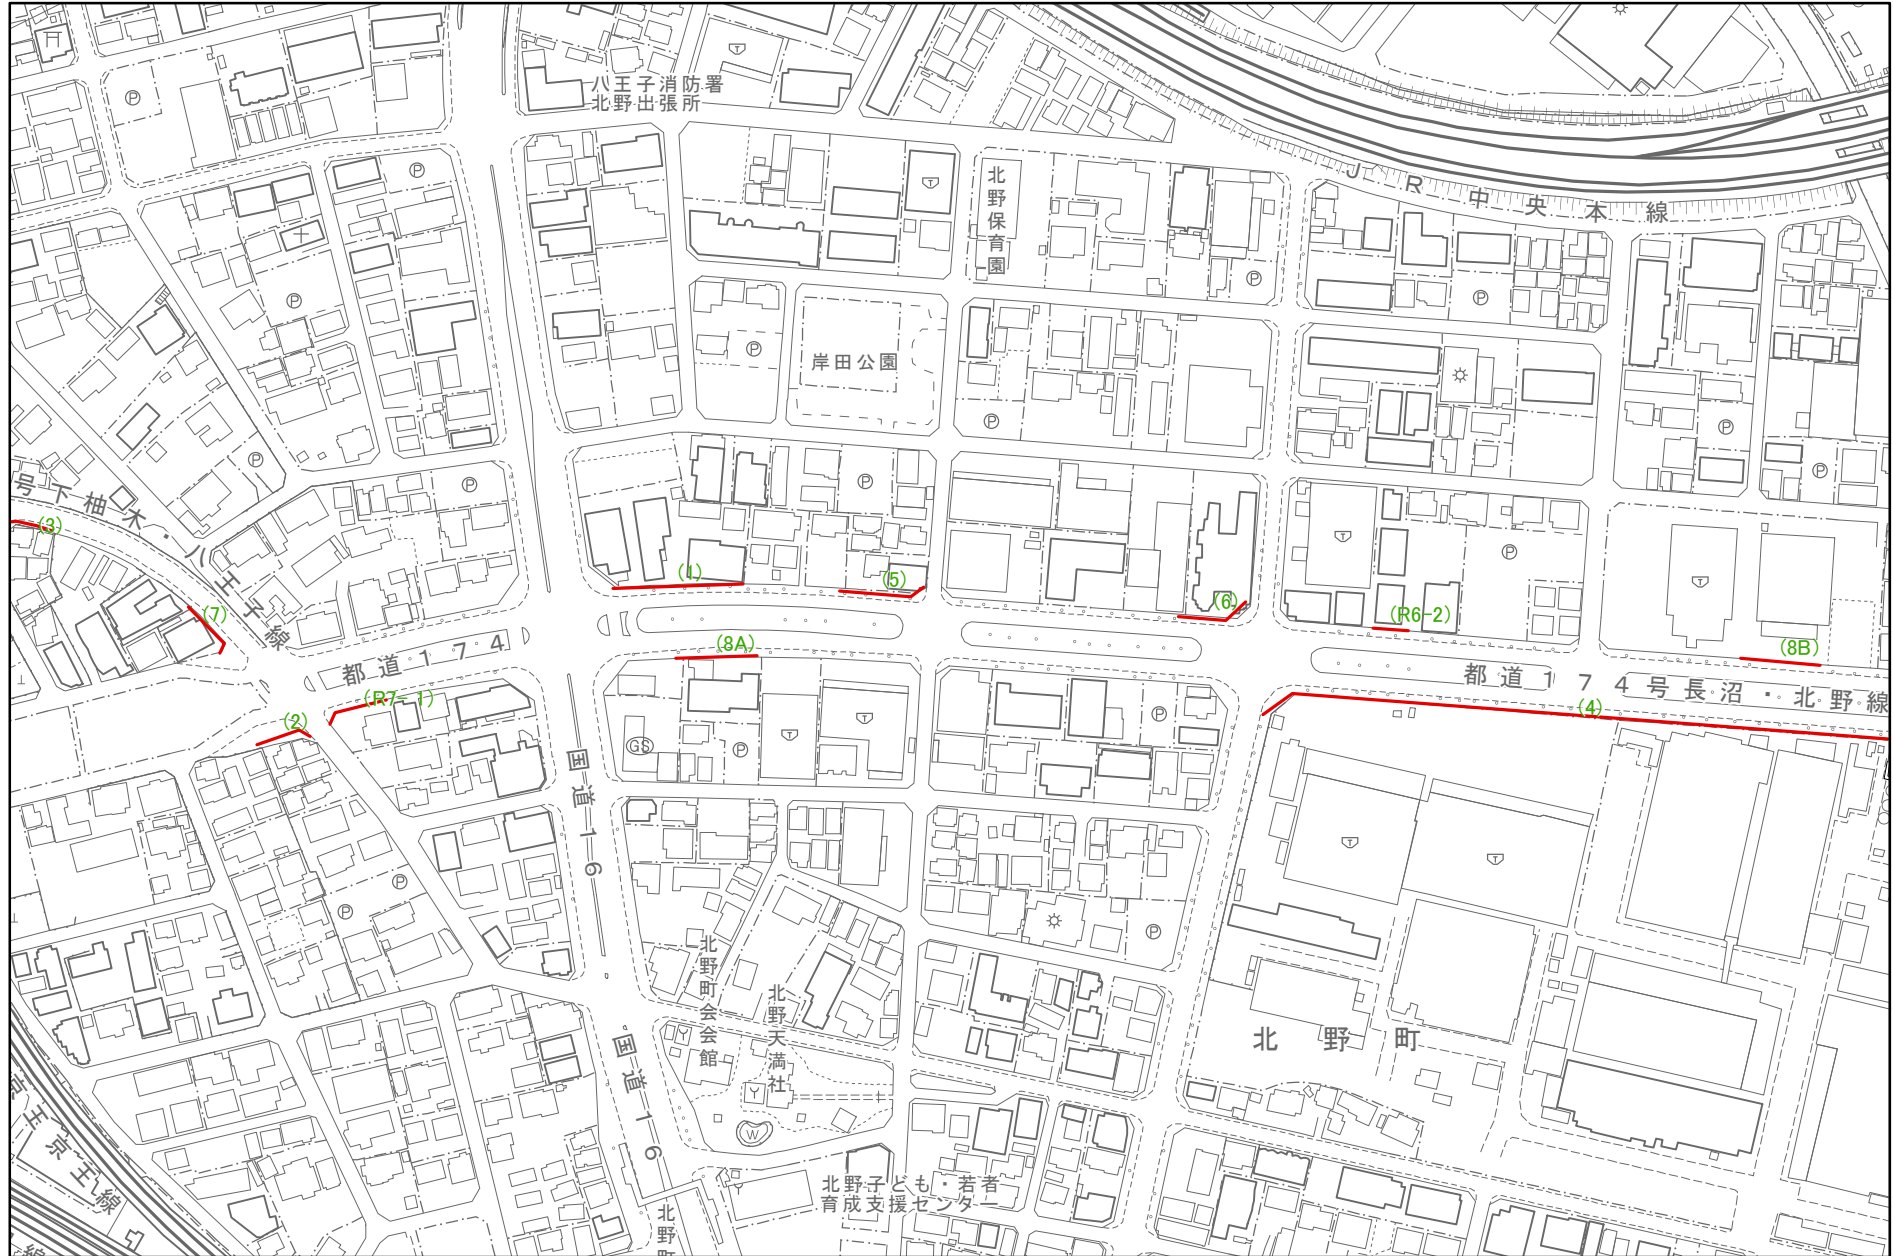 八王子消防署
北野出張所
北野保育園
JR中央本線
岸田公園
号下柚木・八王子線
(3)
(7)
(1)
(5)
(6)
(R6-2)
(8A)
(8B)
都道174
都道174号長沼・北野線
(R7-1)
(2)
(4)
GS
国道16
北野町会会館
北野天満社
北野町
国道16
W
京王京王線
北野子ども・若者
育成支援センター
北野町
線